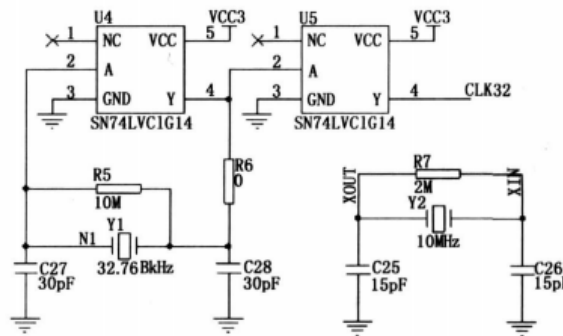 U4
VCC3
U5
VCC3
1
NC
VCC
5
1
NC
VCC
5
2
A
2
A
3
GND
Y
4
3
GND
Y
4
CLK32
SN74LVC1G14
SN74LVC1G14
R6
0
R5
10M
R7
2M
XOUT
XIN
N1
Y1
32.76BkHz
Y2
10MHz
C27
30pF
C28
30pF
C25
15pF
C26
15pF